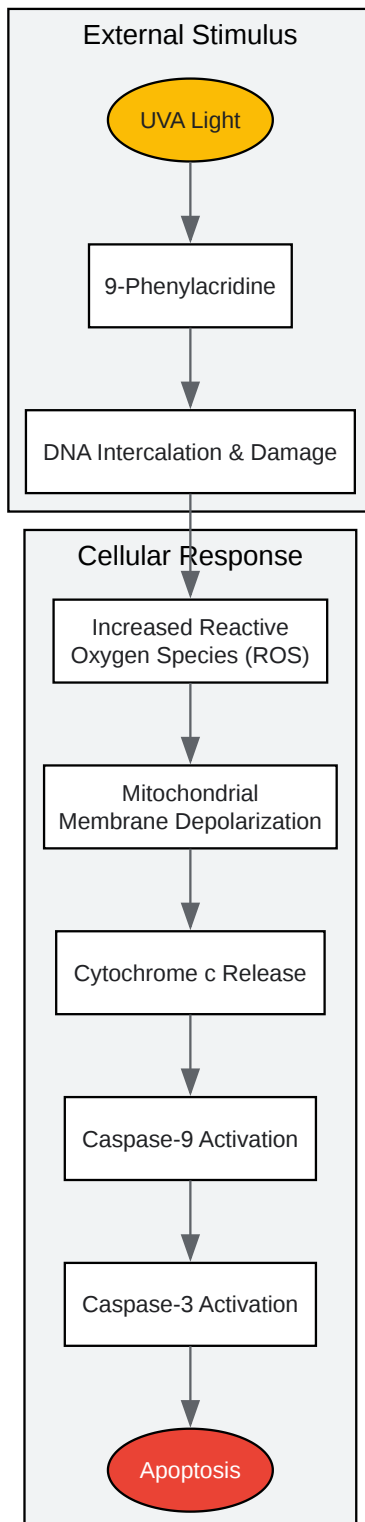 External Stimulus
UVA Light
9-Phenylacridine
DNA Intercalation & Damage
Cellular Response
Increased Reactive
Oxygen Species (ROS)
Mitochondrial
Membrane Depolarization
Cytochrome c Release
Caspase-9 Activation
Caspase-3 Activation
Apoptosis